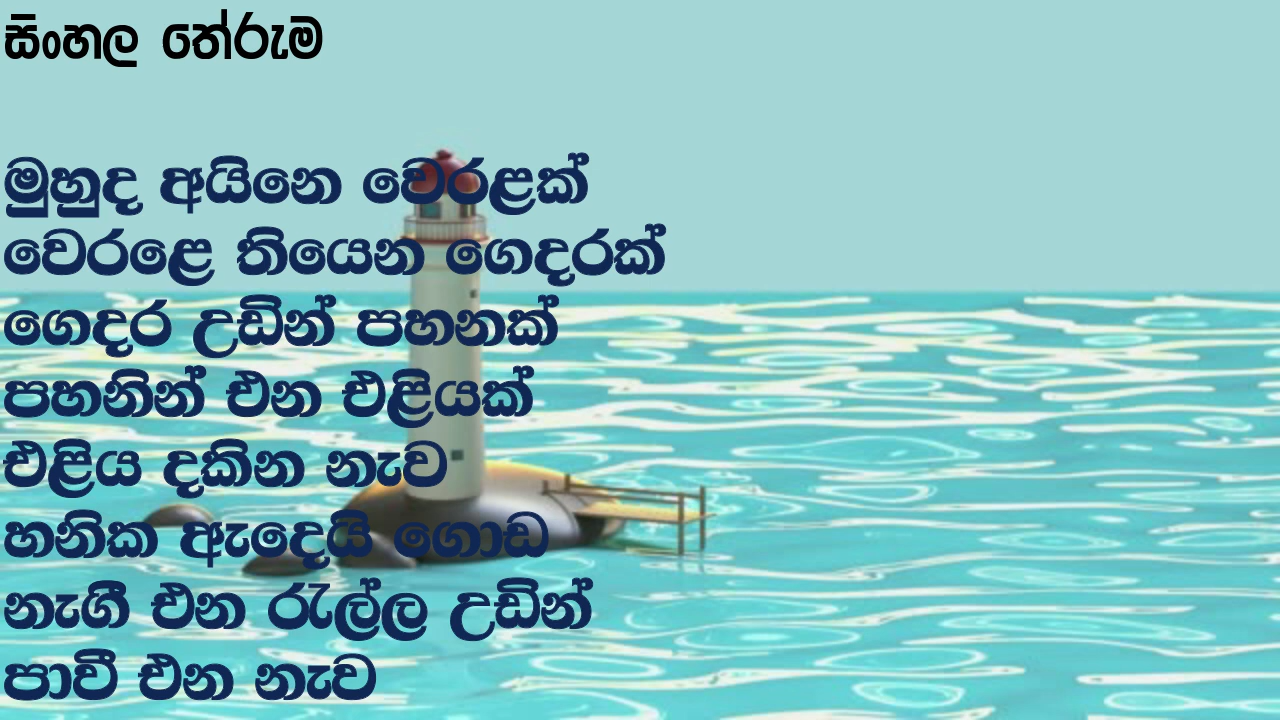 සිංහල තේරුම
මුහුද අයිනෙ වෙරළක්
වෙරළෙ තියෙන ගෙදරක්
ගෙදර උඩින් පහනක්
පහනින් එන එළියක්
එළිය දකින නැව
හනික ඇදෙයි ගොඩ
නැගී එන රැල්ල උඩින්
පාවී එන නැව